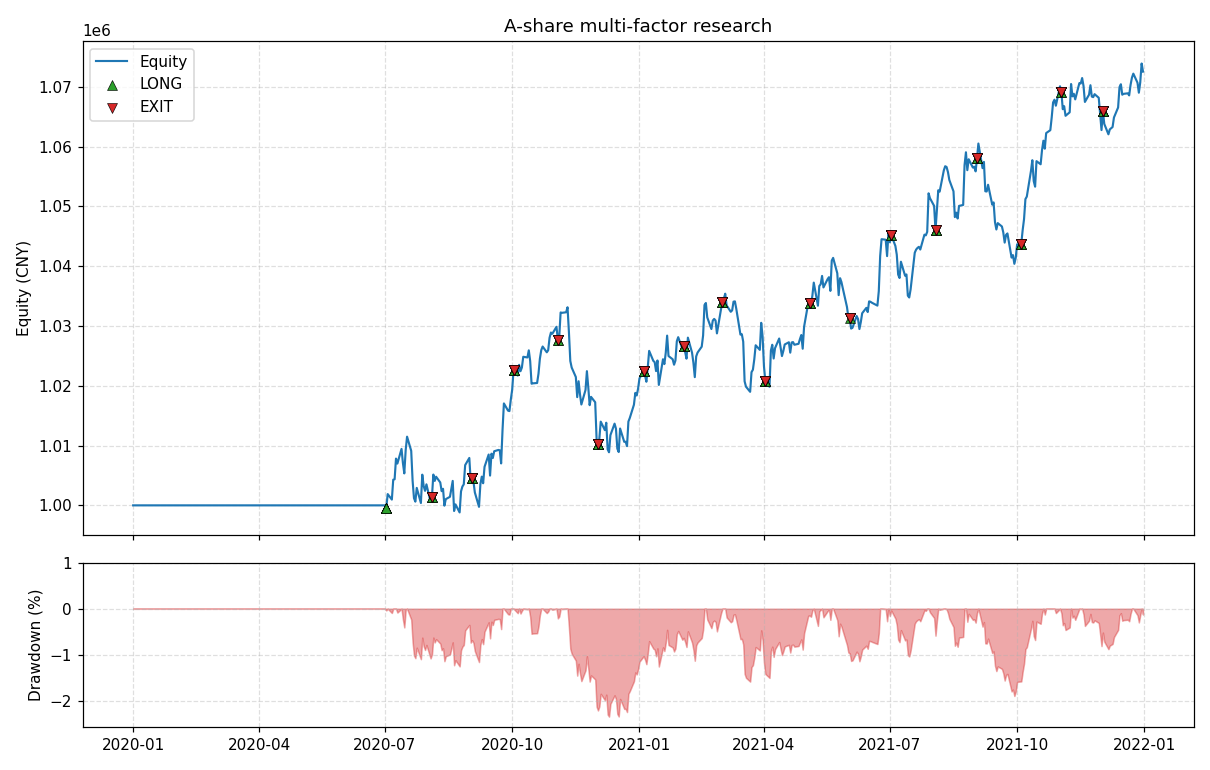 A-share multi-factor research
1e6
Equity
LONG
EXIT
Equity (CNY)
1.07
1.06
1.05
1.04
1.03
1.02
1.01
1.00
Drawdown (%)
1
0
−1
−2
2020-01 2020-04 2020-07 2020-10 2021-01 2021-04 2021-07 2021-10 2022-01